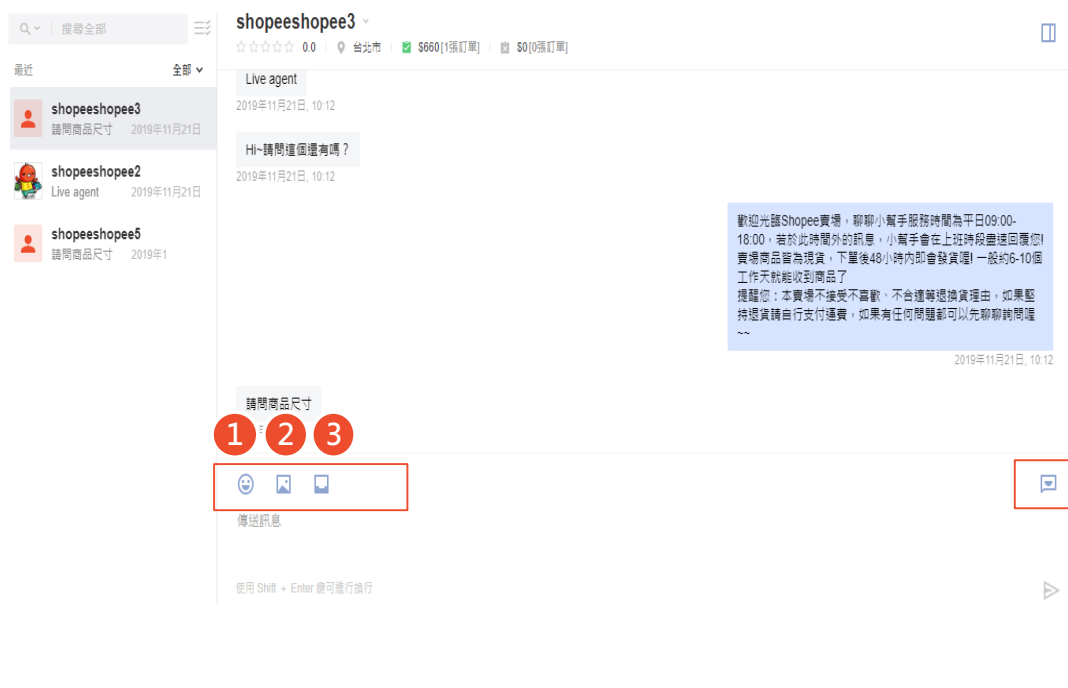 搜尋全部
最近
全部
shopeeshopee3
請問商品尺寸 2019年11月21日
shopeeshopee2
Live agent 2019年11月21日
shopeeshopee5
請問商品尺寸 2019年1
shopeeshopee3
0.0 台北市 $660[1張訂單] $0[0張訂單]
Live agent
2019年11月21日, 10:12
Hi~請問這個還有嗎？
2019年11月21日, 10:12
歡迎光臨Shopee賣場，聊聊小幫手服務時間為平日09:00-
18:00，若於此時間外的訊息，小幫手會在上班時段盡速回覆您!
賣場商品皆為現貨，下單後48小時內即會發貨喔! 一般約6-10個
工作天就能收到商品了
提醒您：本賣場不接受不喜歡、不合適等退換貨理由，如果堅
持退貨請自行支付運費，如果有任何問題都可以先聊聊詢問喔
~~
2019年11月21日, 10:12
請問商品尺寸
1 2 3
傳送訊息
使用 Shift + Enter 鍵可進行換行